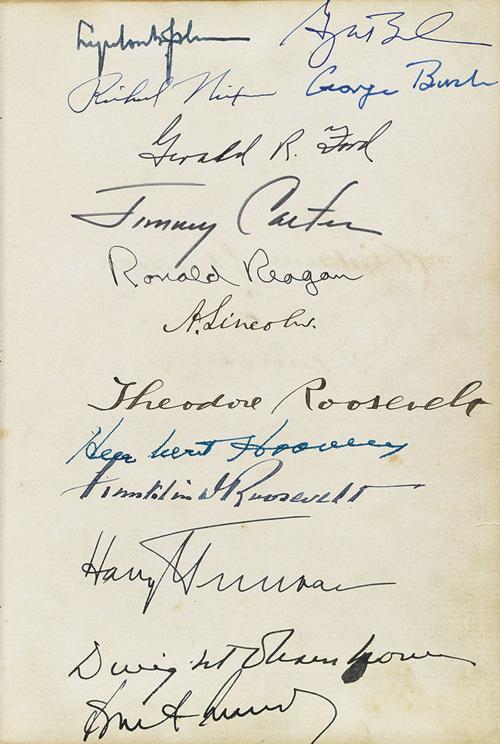 Lyndon B Johnson
Richard Nixon George Bush
Gerald R. Ford
Jimmy Carter
Ronald Reagan
A. Lincoln.
Theodore Roosevelt
Herbert Hoover
Franklin D Roosevelt
Harry Truman
Dwight Eisenhower